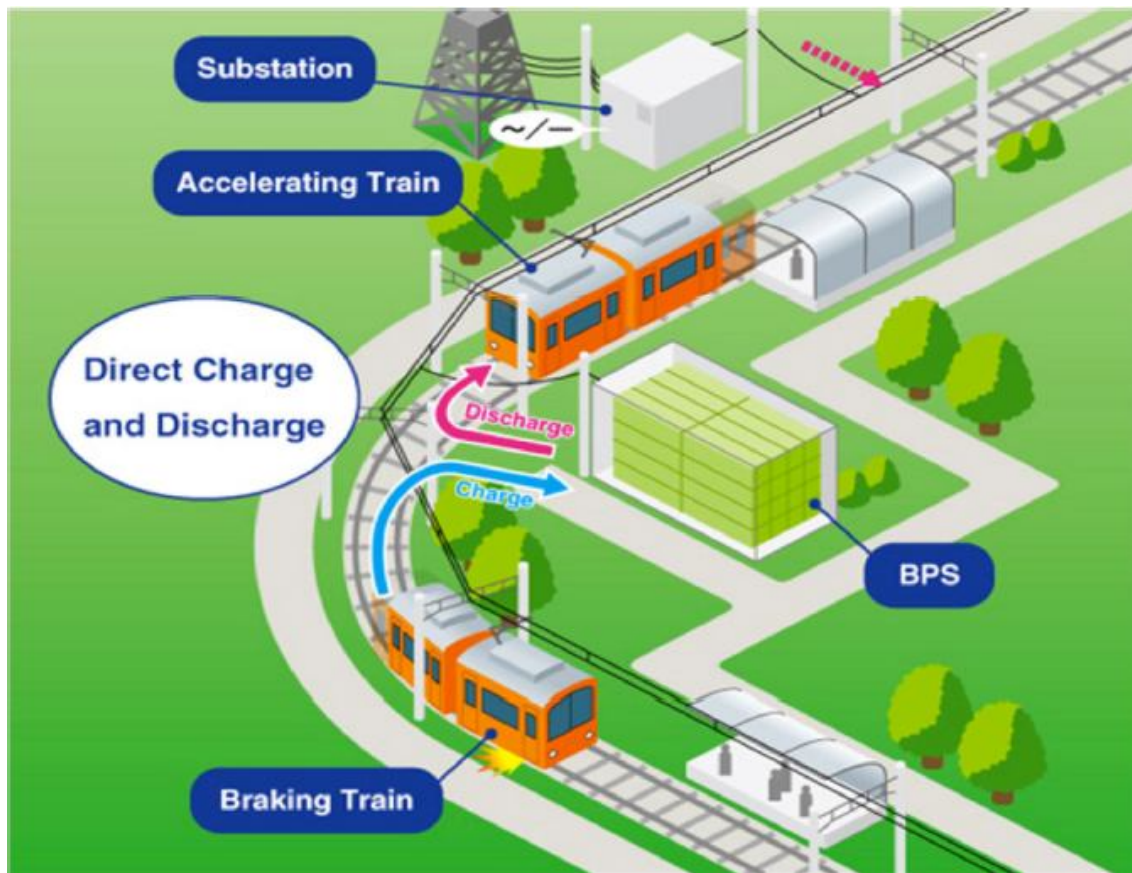 Substation
~/—
Accelerating Train
Direct Charge
and Discharge
Discharge
Charge
BPS
Braking Train